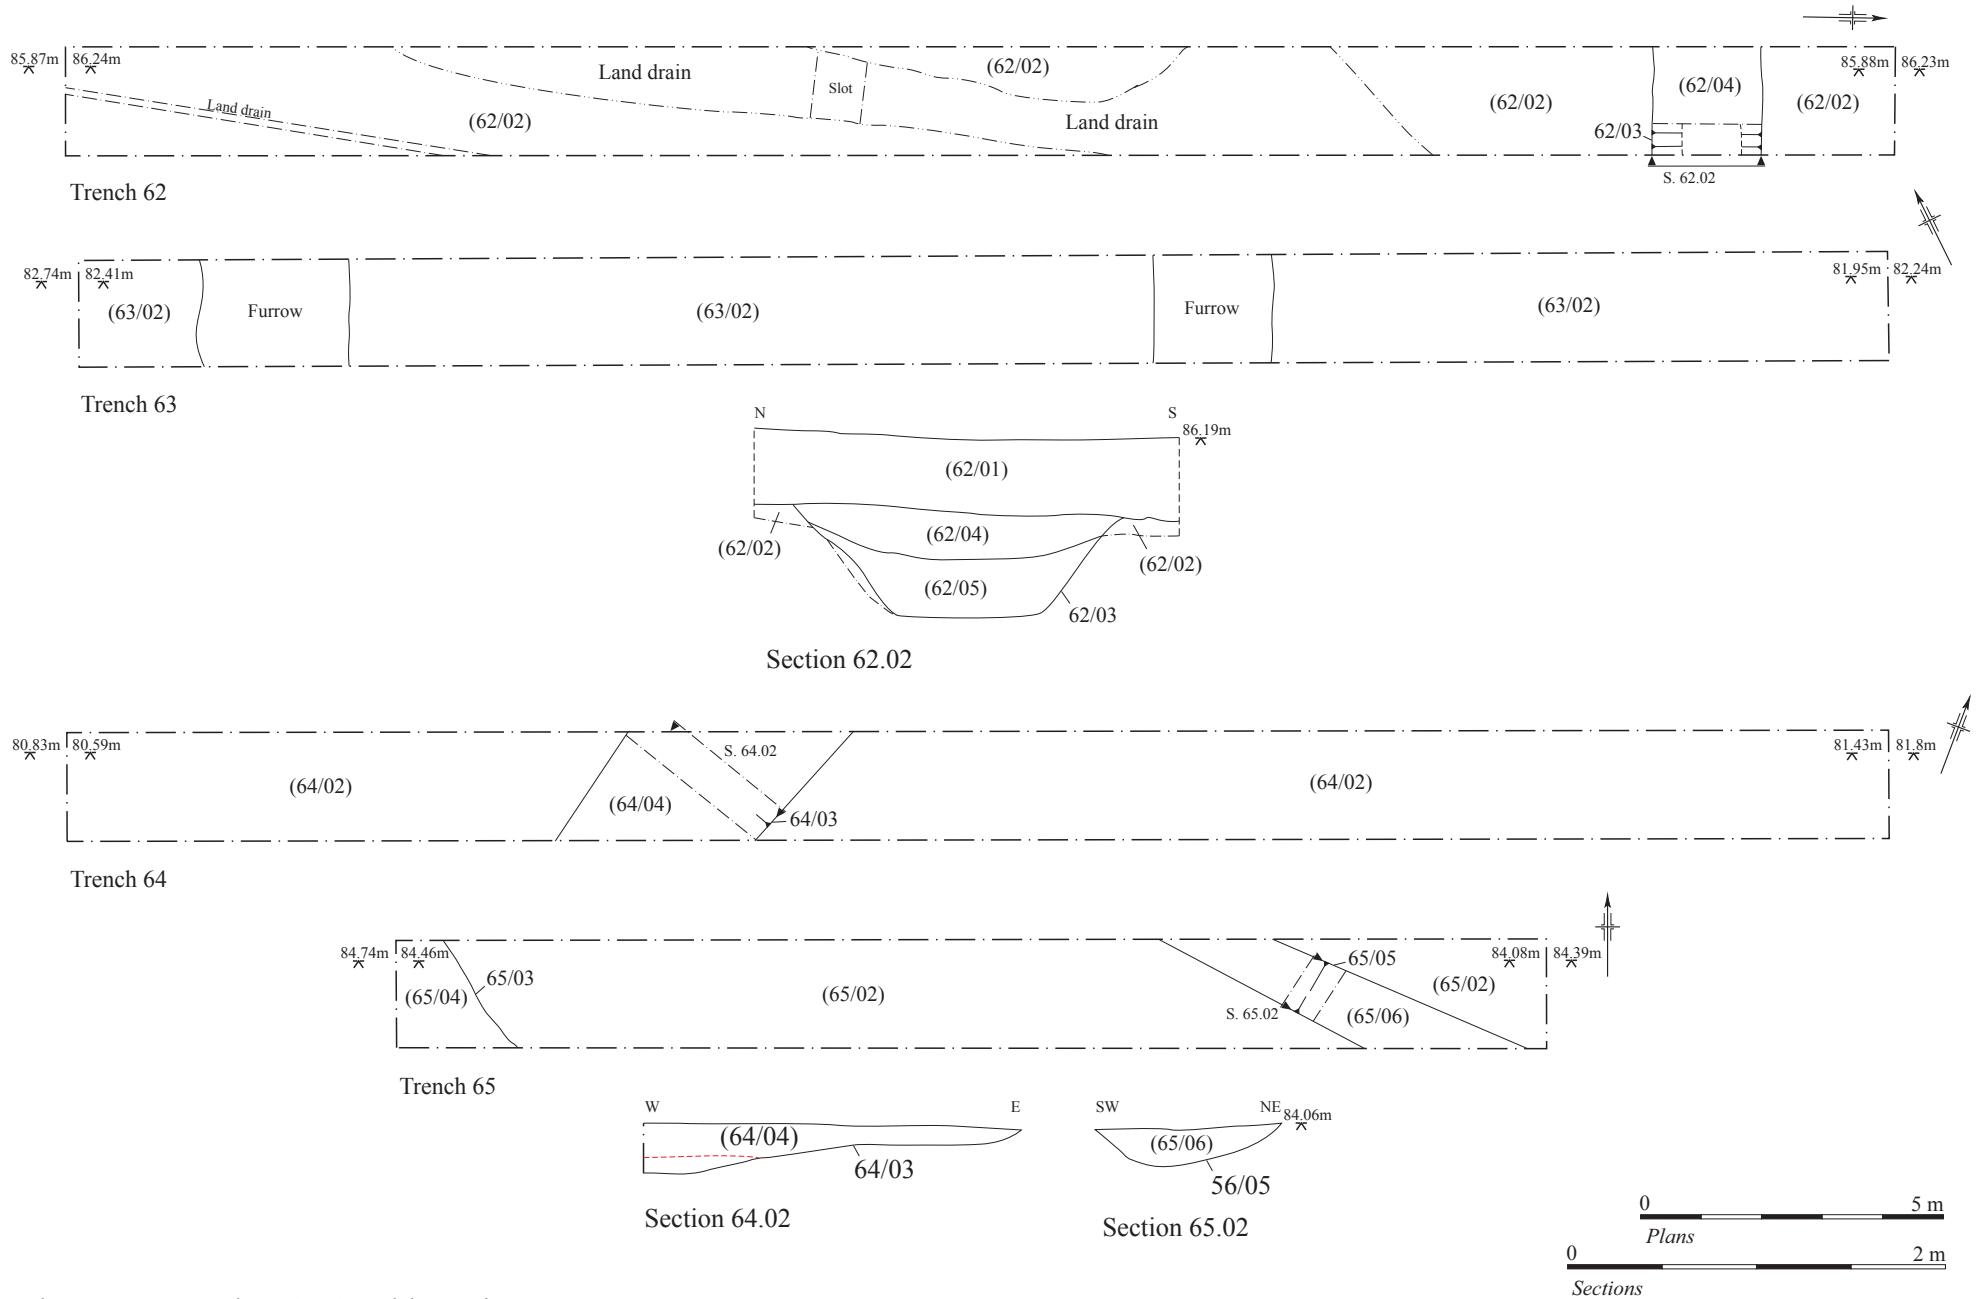 85.87m 86.24m
Land drain
Land drain
(62/02)
Slot
(62/02)
Land drain
(62/02)
62/03
(62/04)
(62/02)
85.88m 86.23m
S. 62.02
Trench 62
82.74m 82.41m
(63/02)
Furrow
(63/02)
Furrow
(63/02)
81.95m 82.24m
Trench 63
N S
86.19m
(62/01)
(62/04)
(62/02)
(62/02)
(62/05)
62/03
Section 62.02
80.83m 80.59m
(64/02)
S. 64.02
(64/04)
64/03
(64/02)
81.43m 81.8m
Trench 64
84.74m 84.46m
(65/04)
65/03
(65/02)
S. 65.02
65/05
(65/06)
(65/02)
84.08m 84.39m
Trench 65
W E
(64/04)
64/03
Section 64.02
SW NE
84.06m
(65/06)
56/05
Section 65.02
0 5 m
Plans
0 2 m
Sections